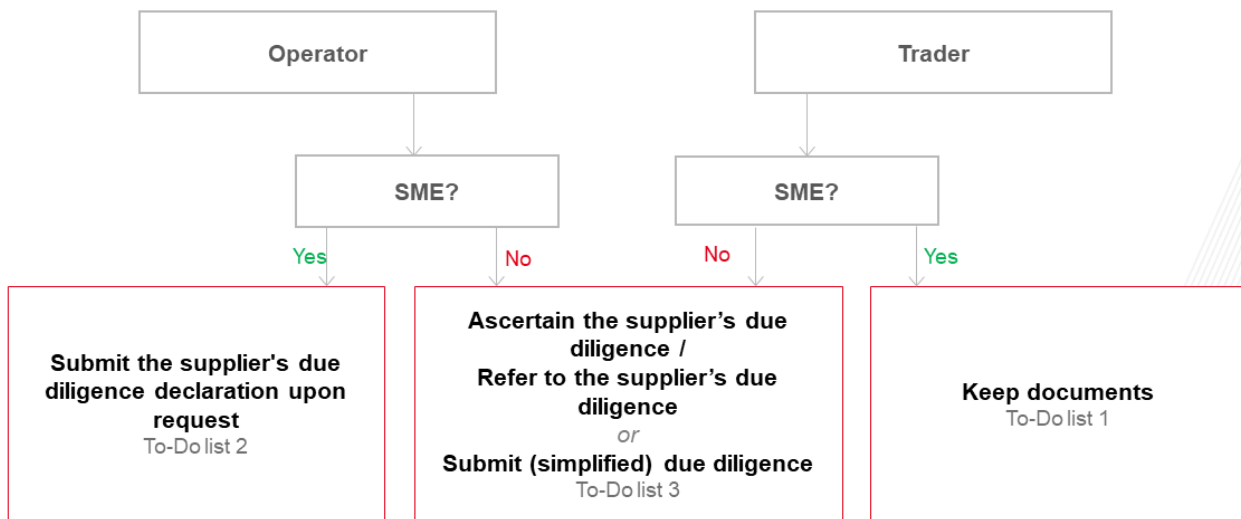 Operator
Trader
SME?
SME?
Yes
No
No
Yes
Submit the supplier's due
diligence declaration upon
request
To-Do list 2
Ascertain the supplier’s due
diligence /
Refer to the supplier’s due
diligence
or
Submit (simplified) due diligence
To-Do list 3
Keep documents
To-Do list 1